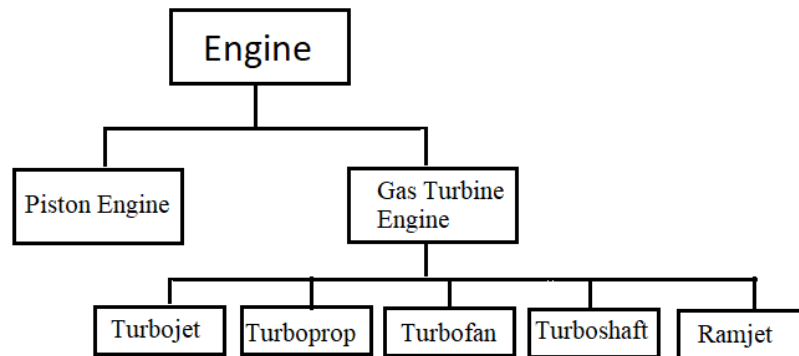 Engine
Piston Engine
Gas Turbine
Engine
Turbojet
Turboprop
Turbofan
Turboshaft
Ramjet